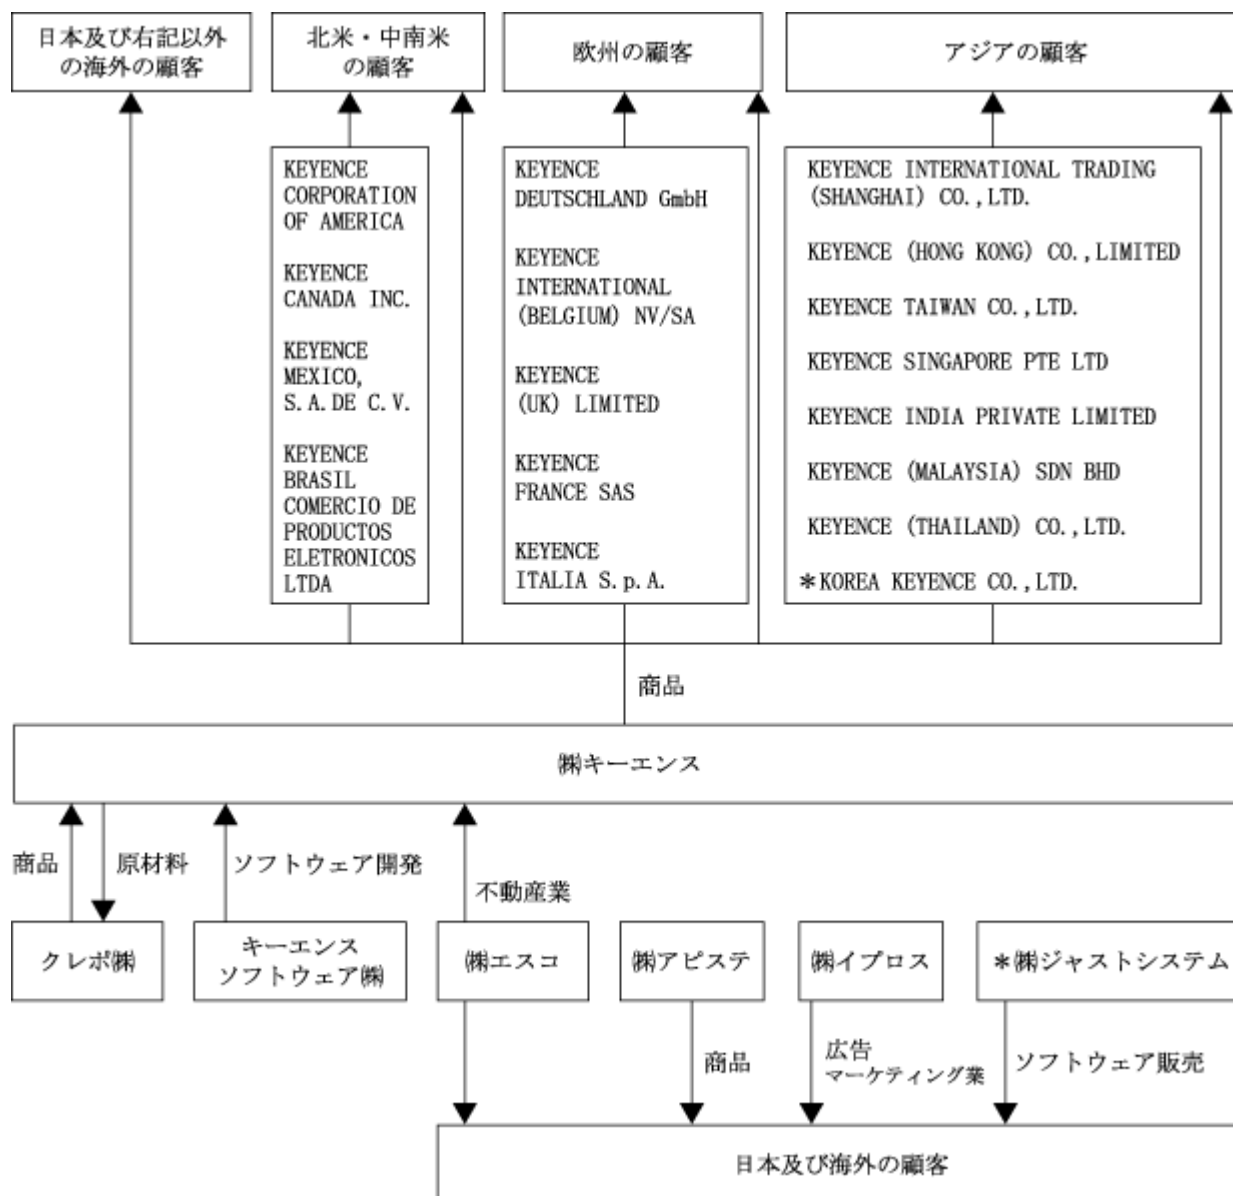 日本及び右記以外
の海外の顧客
北米・中南米
の顧客
欧州の顧客
アジアの顧客
KEYENCE
CORPORATION
OF AMERICA
KEYENCE
CANADA INC.
KEYENCE
MEXICO,
S.A.DE C.V.
KEYENCE
BRASIL
COMERCIO DE
PRODUCTOS
ELETRONICOS
LTDA
KEYENCE
DEUTSCHLAND GmbH
KEYENCE
INTERNATIONAL
(BELGIUM) NV/SA
KEYENCE
(UK) LIMITED
KEYENCE
FRANCE SAS
KEYENCE
ITALIA S.p.A.
KEYENCE INTERNATIONAL TRADING
(SHANGHAI) CO.,LTD.
KEYENCE (HONG KONG) CO.,LIMITED
KEYENCE TAIWAN CO.,LTD.
KEYENCE SINGAPORE PTE LTD
KEYENCE INDIA PRIVATE LIMITED
KEYENCE (MALAYSIA) SDN BHD
KEYENCE (THAILAND) CO.,LTD.
＊KOREA KEYENCE CO.,LTD.
商品
㈱キーエンス
商品
原材料
ソフトウェア開発
不動産業
クレポ㈱
キーエンス
ソフトウェア㈱
㈱エスコ
㈱アピステ
㈱イプロス
＊㈱ジャストシステム
商品
広告
マーケティング業
ソフトウェア販売
日本及び海外の顧客